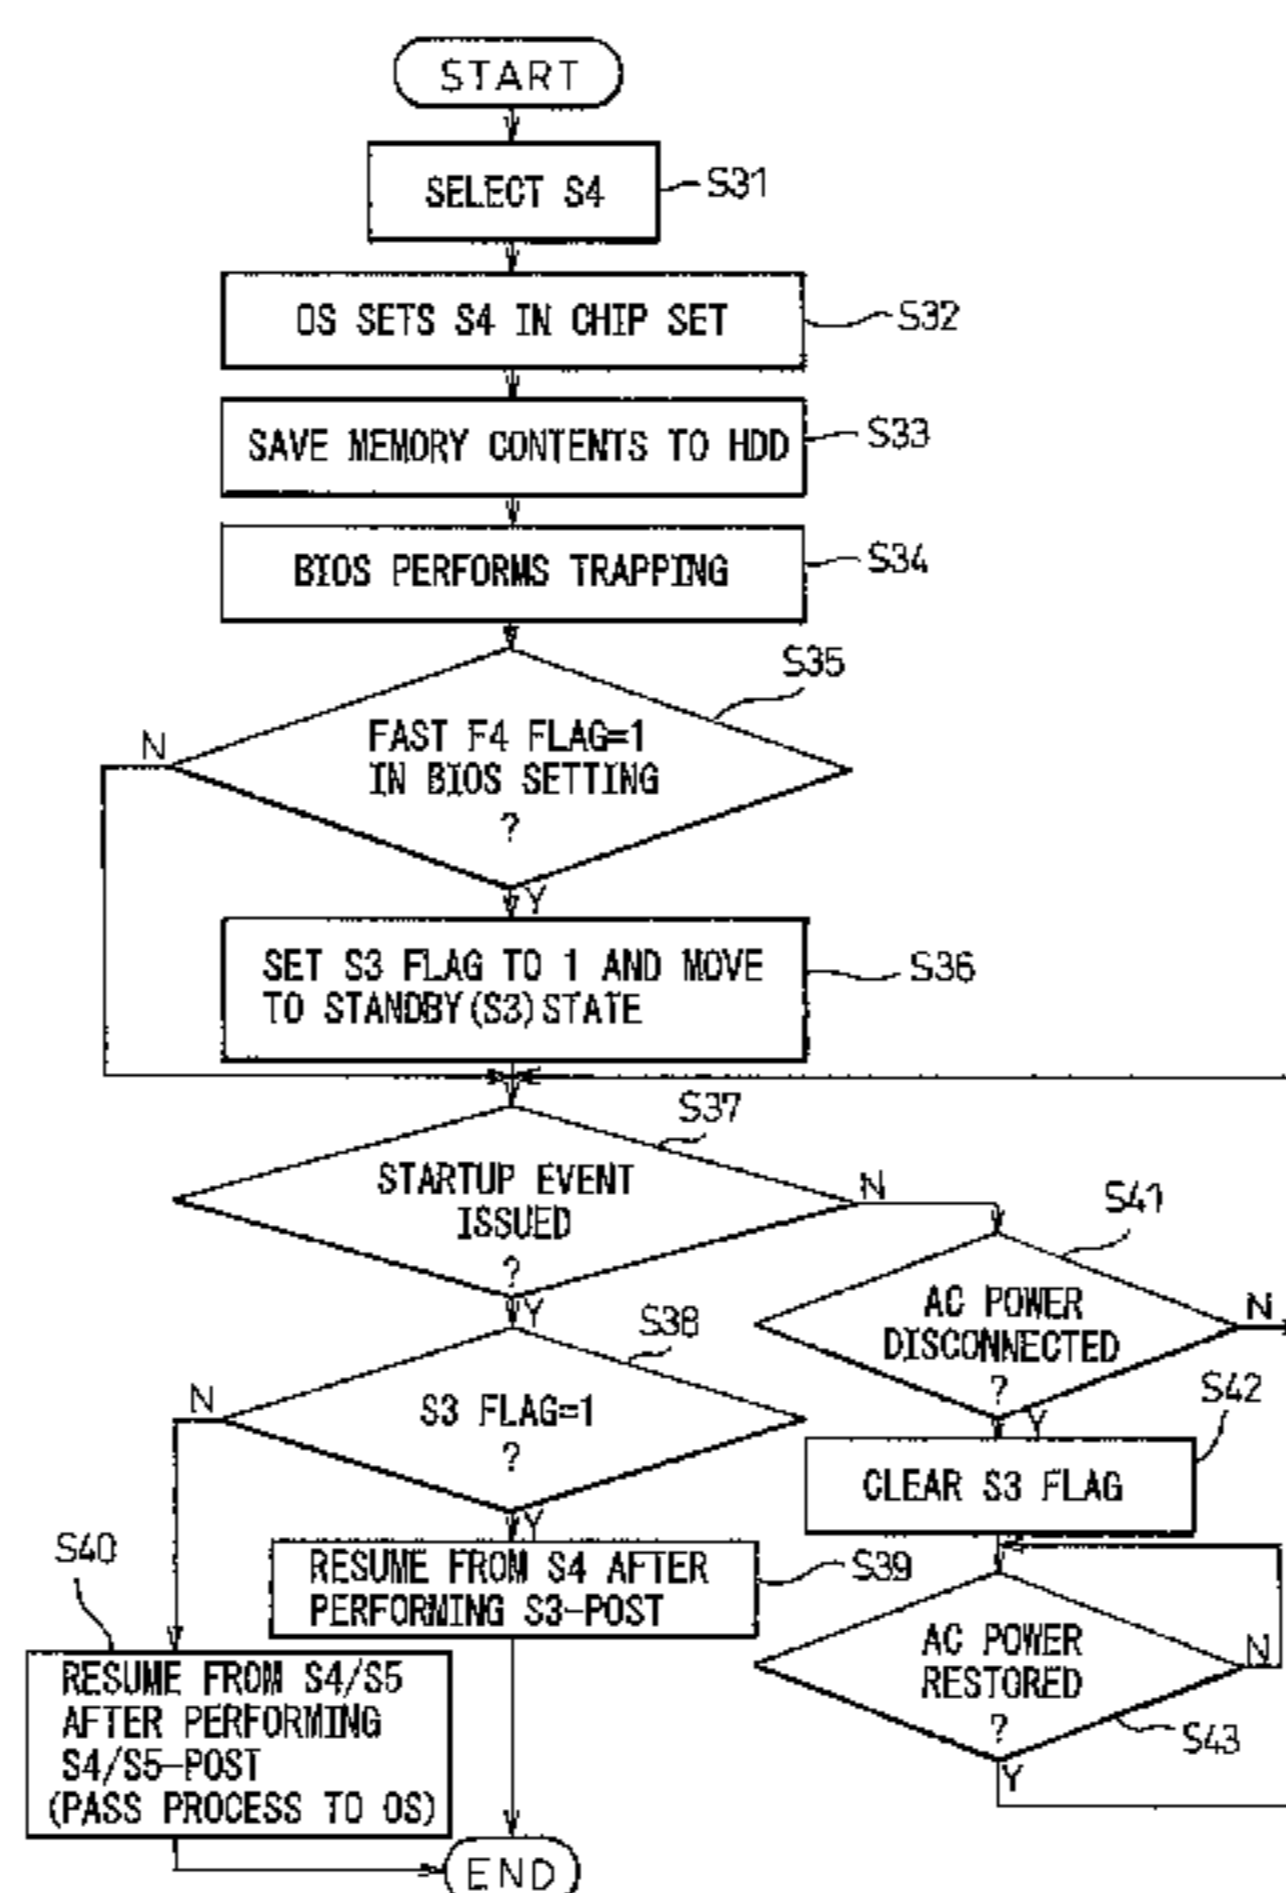 START
SELECT S4
S31
OS SETS S4 IN CHIP SET
S32
SAVE MEMORY CONTENTS TO HDD
S33
BIOS PERFORMS TRAPPING
S34
S35
FAST F4 FLAG=1
IN BIOS SETTING
?
N
Y
SET S3 FLAG TO 1 AND MOVE
TO STANDBY(S3)STATE
S36
S37
STARTUP EVENT
ISSUED
?
N
Y
S41
AC POWER
DISCONNECTED
?
N
Y
S38
S3 FLAG=1
?
N
Y
S42
CLEAR S3 FLAG
S40
RESUME FROM S4 AFTER
PERFORMING S3-POST
S39
AC POWER
RESTORED
?
N
Y
S43
RESUME FROM S4/S5
AFTER PERFORMING
S4/S5-POST
(PASS PROCESS TO OS)
END